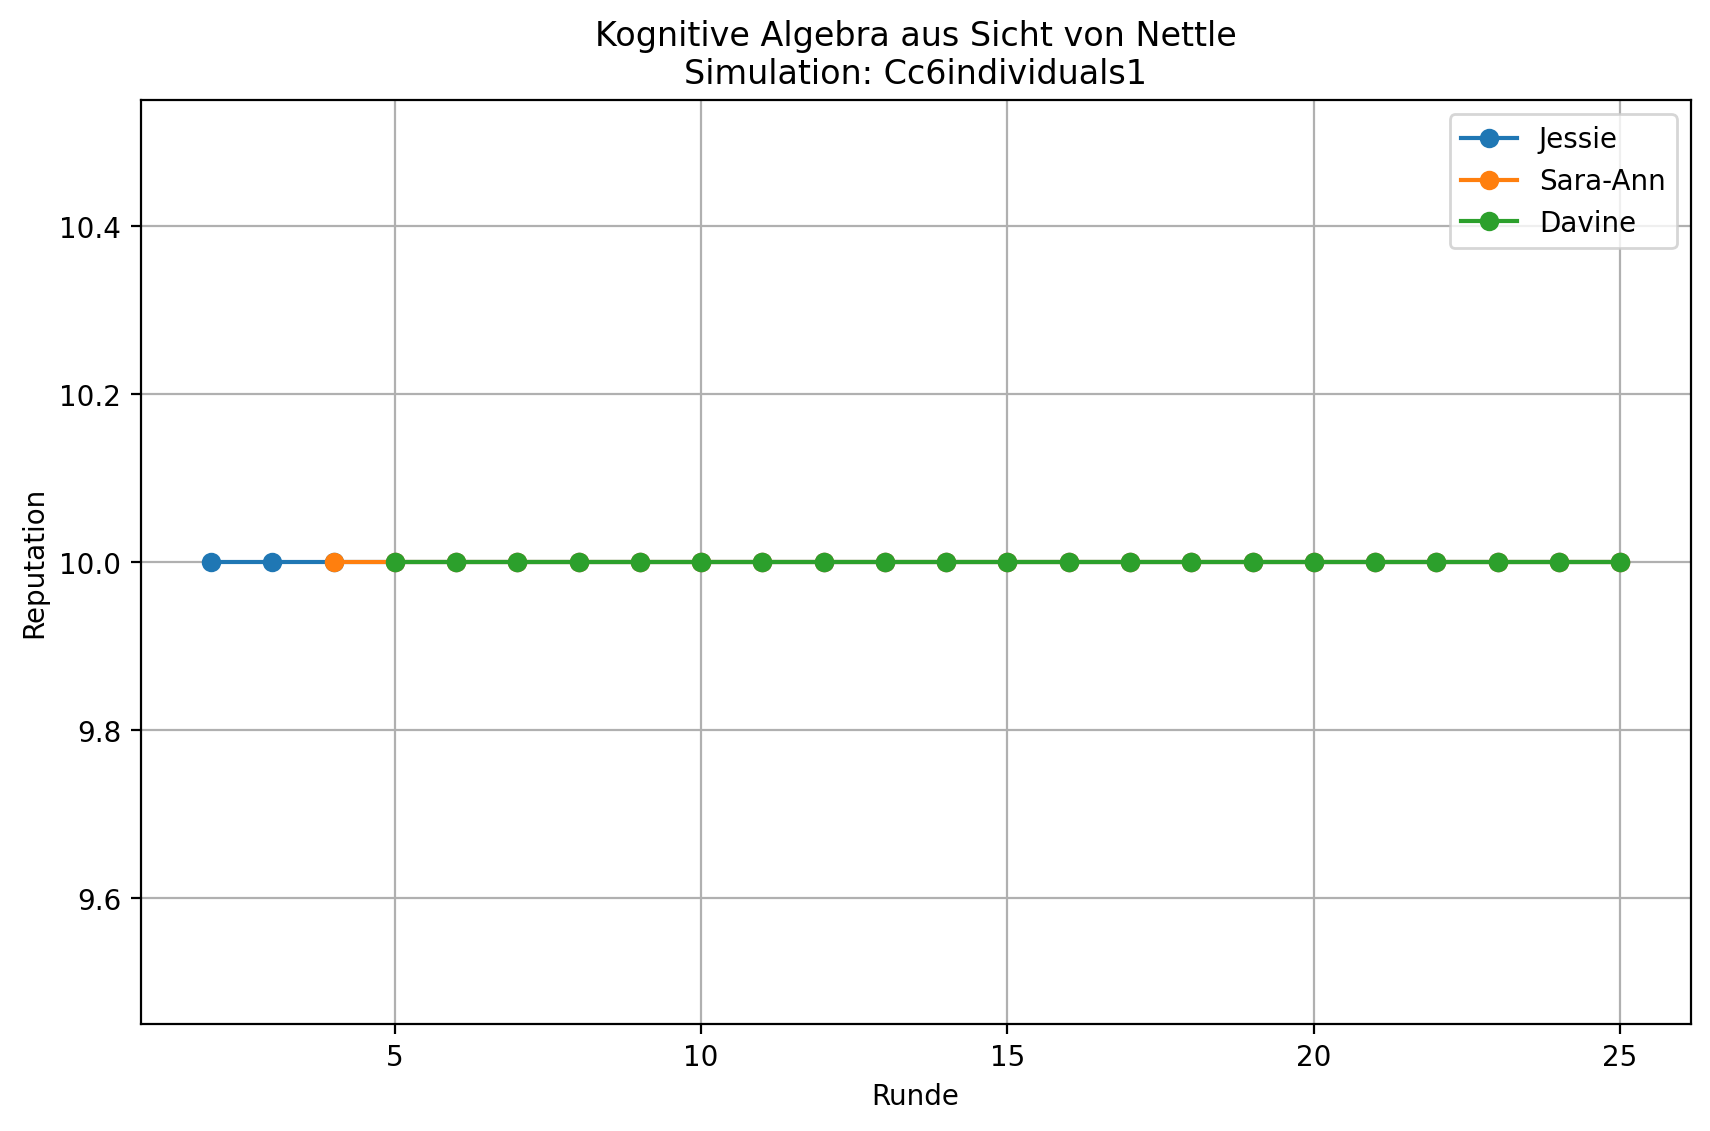 Kognitive Algebra aus Sicht von Nettle
Simulation: Cc6individuals1
Jessie
Sara-Ann
Davine
10.4
10.2
10.0
9.8
9.6
Reputation
5
10
15
20
25
Runde